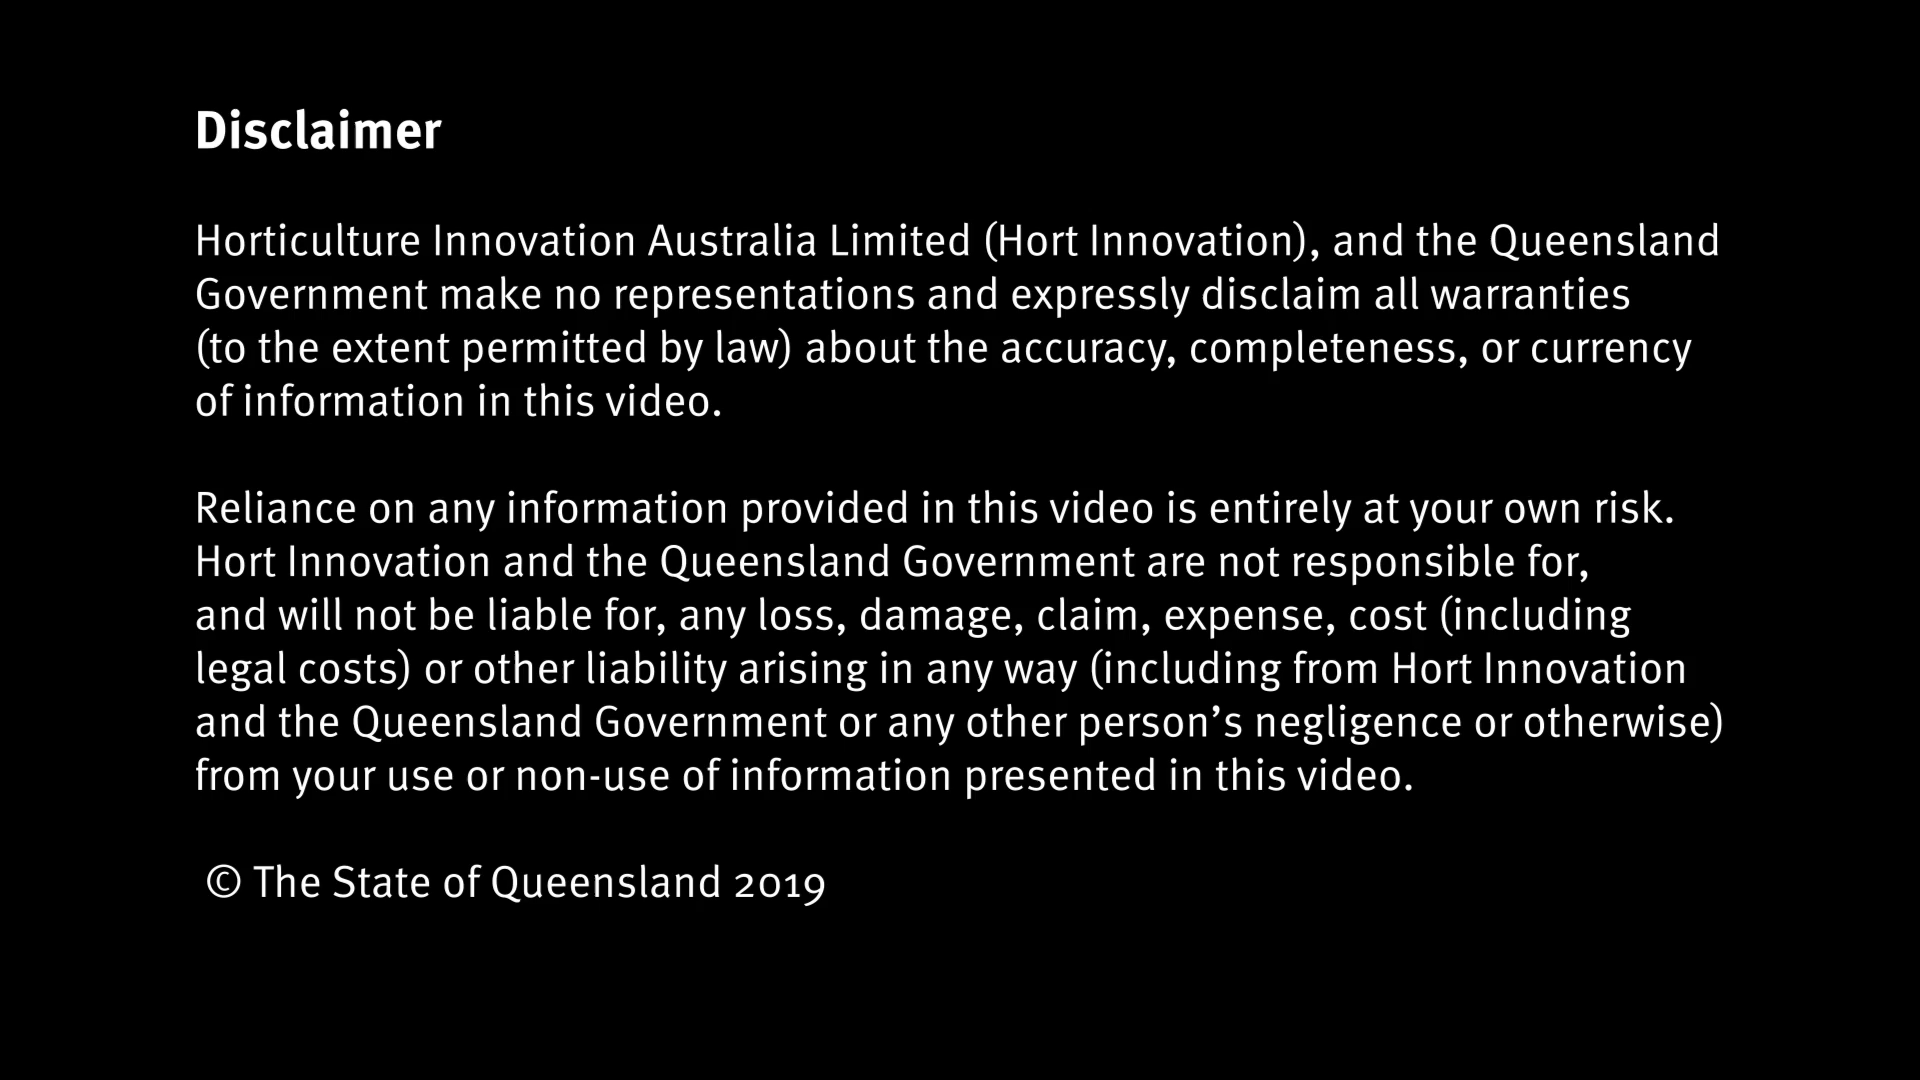 Disclaimer
Horticulture Innovation Australia Limited (Hort Innovation), and the Queensland
Government make no representations and expressly disclaim all warranties
(to the extent permitted by law) about the accuracy, completeness, or currency
of information in this video.
Reliance on any information provided in this video is entirely at your own risk.
Hort Innovation and the Queensland Government are not responsible for,
and will not be liable for, any loss, damage, claim, expense, cost (including
legal costs) or other liability arising in any way (including from Hort Innovation
and the Queensland Government or any other person’s negligence or otherwise)
from your use or non-use of information presented in this video.
© The State of Queensland 2019